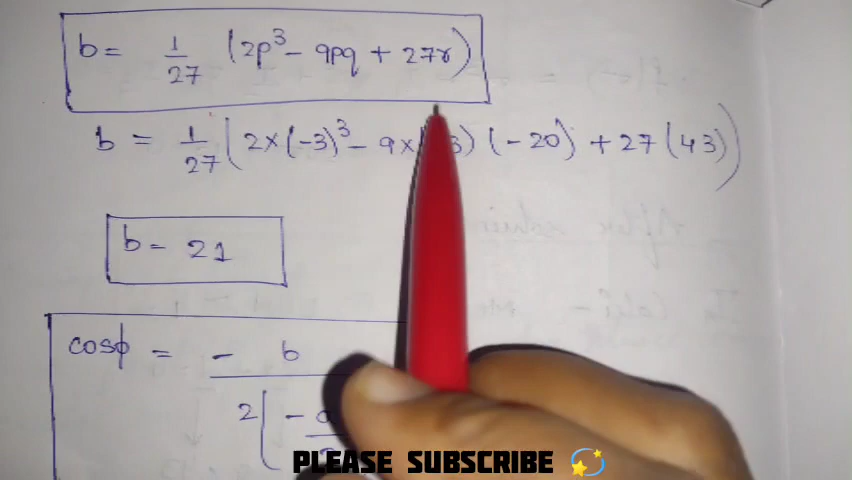 b = 1/27 (2p³ - 9pq + 27r)
b = 1/27 (2×(-3)³ - 9×(3) (-20) + 27 (43))
b = 21
cosφ = - b
2 ( - a
PLEASE SUBSCRIBE